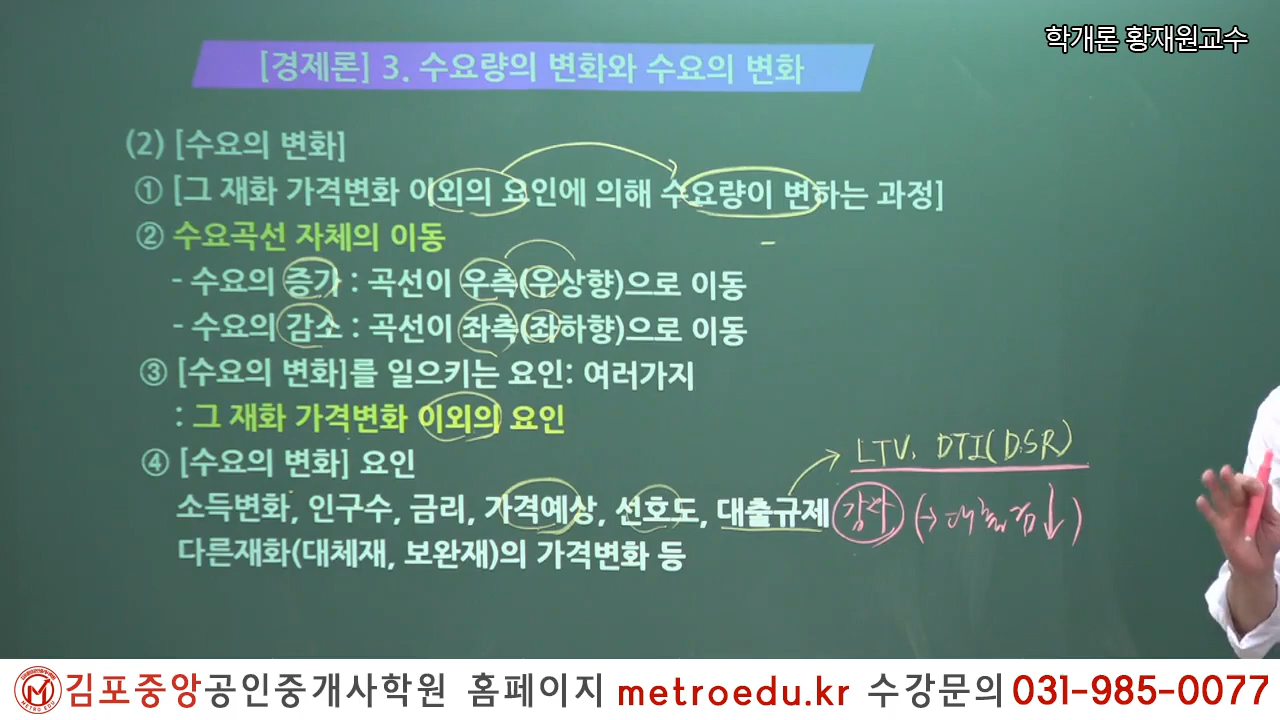 학개론 황재원교수
[경제론] 3. 수요량의 변화와 수요의 변화
(2) [수요의 변화]
① [그 재화 가격변화 이외의 요인에 의해 수요량이 변하는 과정]
② 수요곡선 자체의 이동
- 수요의 증가 : 곡선이 우측(우상향)으로 이동
- 수요의 감소 : 곡선이 좌측(좌하향)으로 이동
③ [수요의 변화]를 일으키는 요인: 여러가지
: 그 재화 가격변화 이외의 요인
LTV, DTI(DSR)
④ [수요의 변화] 요인
소득변화, 인구수, 금리, 가격예상, 선호도, 대출규제 강화
다른재화(대체재, 보완재)의 가격변화 등
METRO EDU
김포중앙공인중개사학원 홈페이지 metroedu.kr 수강문의 031-985-0077